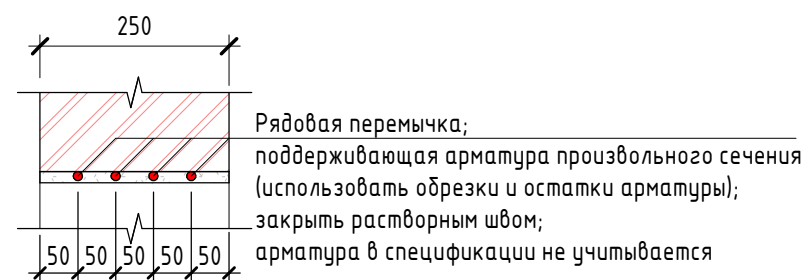 250
Рядовая перемычка;
поддерживающая арматура произвольного сечения
(использовать обрезки и остатки арматуры);
закрыть растворным швом;
арматура в спецификации не учитывается
50 50 50 50 50